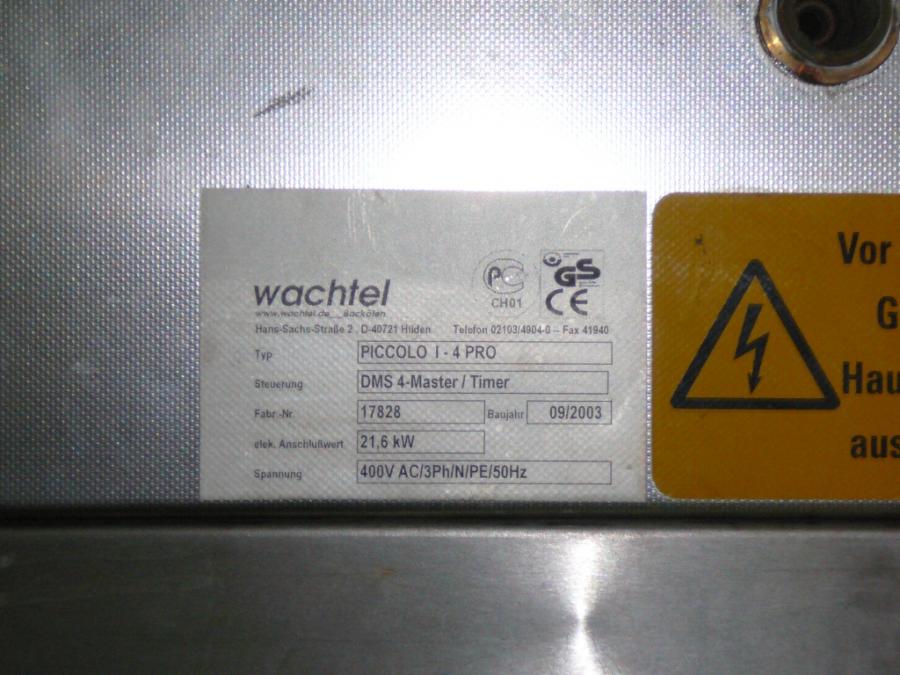 wachtel
www.wachtel.de Backöfen
PC
CH01
GS
CE
Hans-Sachs-Straße 2 . D-40721 Hilden Telefon 02103/4904-0 – Fax 41940
Typ PICCOLO I - 4 PRO
Steuerung DMS 4-Master / Timer
Fabr.-Nr. 17828 Baujahr 09/2003
elek. Anschlußwert 21,6 kW
Spannung 400V AC/3Ph/N/PE/50Hz
Vor
G
Hau
aus